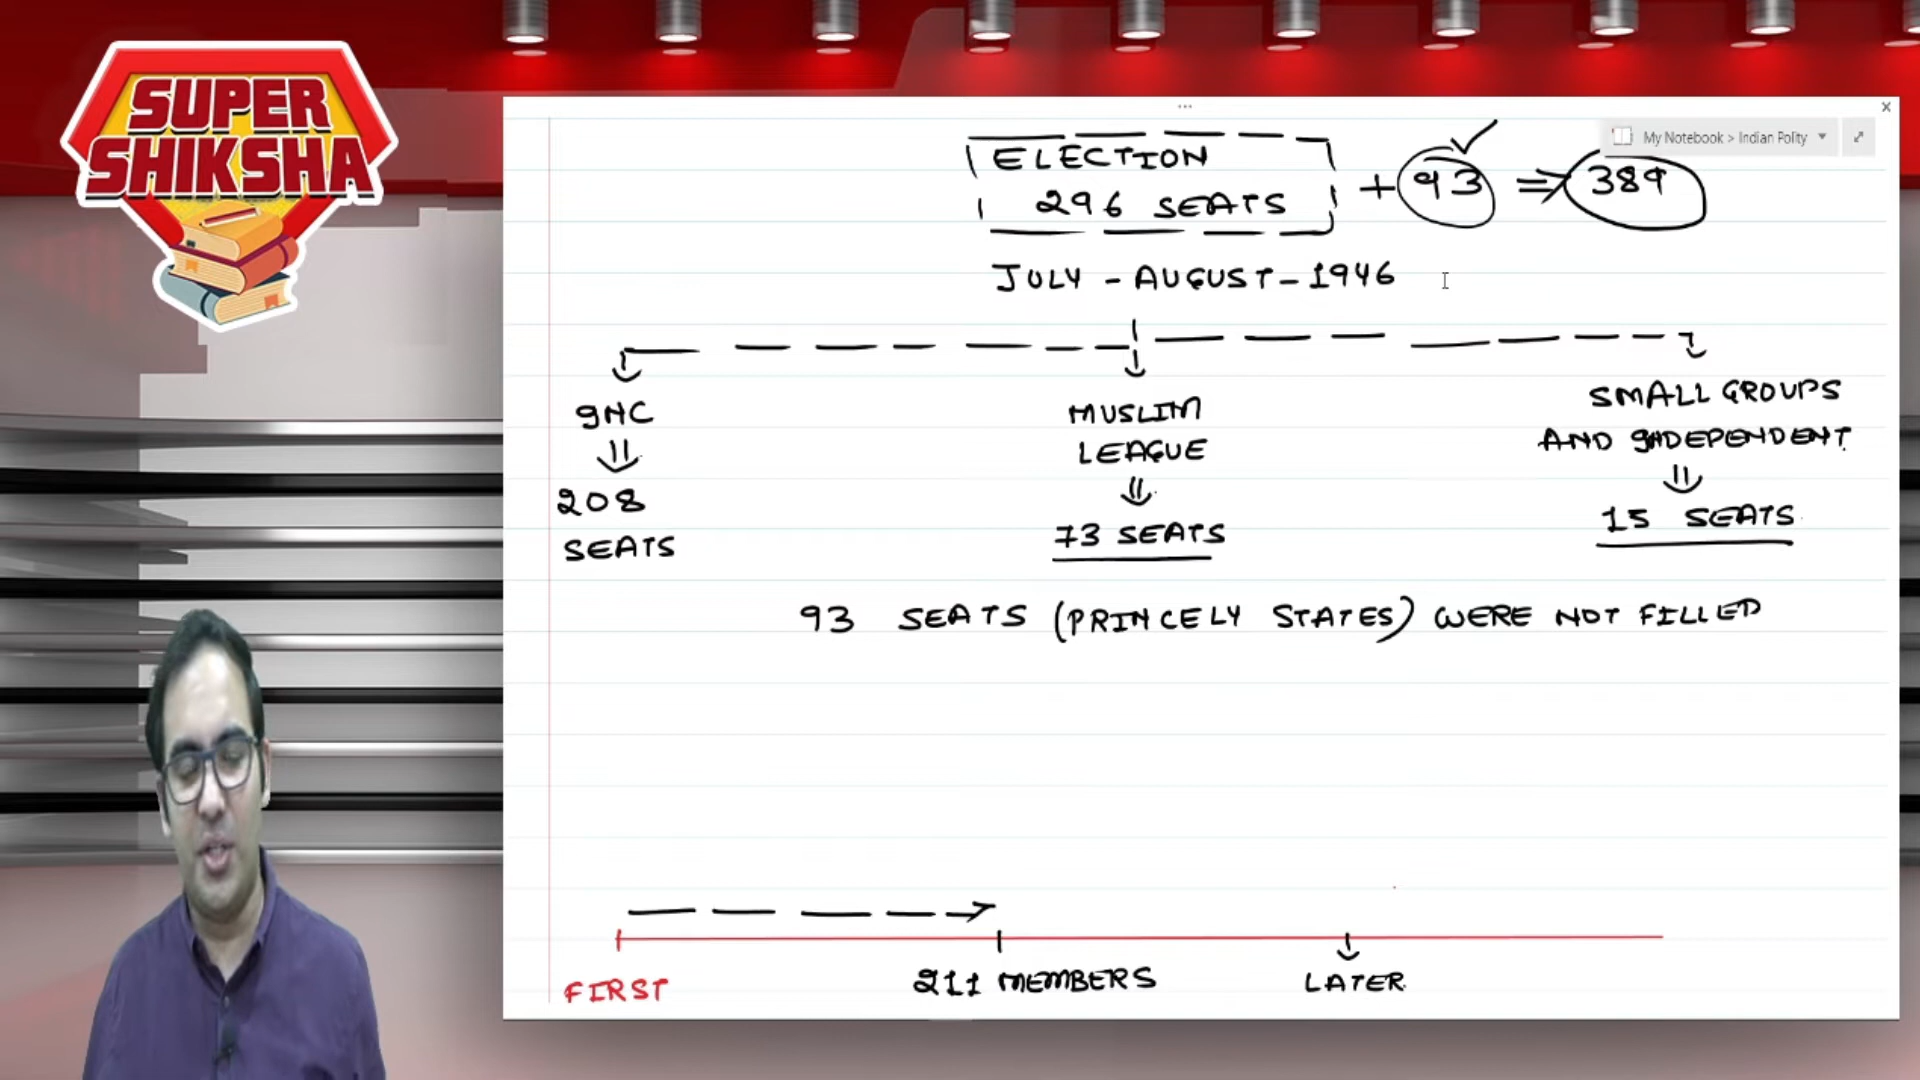 SUPER
SHIKSHA
My Notebook > Indian Polity
ELECTION
296 SEATS + 93 ⇒ 389
JULY - AUGUST - 1946
INC
208
SEATS
MUSLIM
LEAGUE
73 SEATS
SMALL GROUPS
AND INDEPENDENT
15 SEATS
93 SEATS (PRINCELY STATES) WERE NOT FILLED
FIRST
211 MEMBERS
LATER